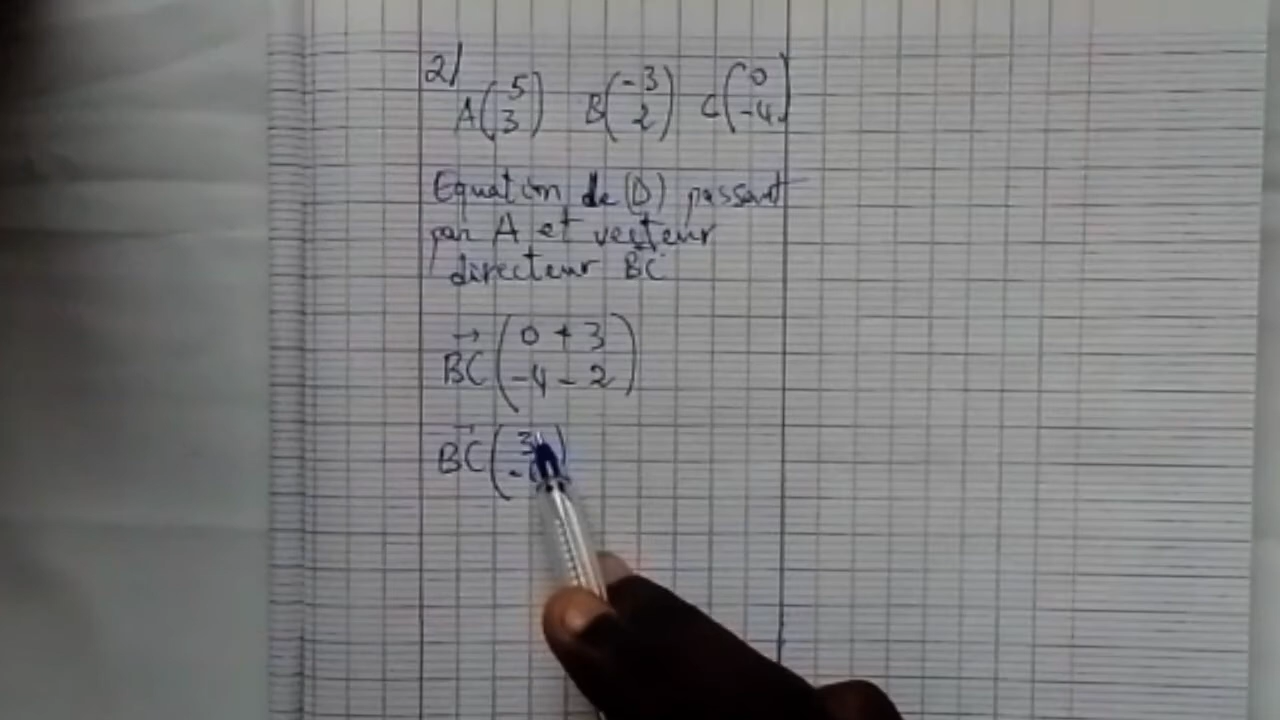 2/
A(5 3) B(-3 2) C(0 -4)
Equation de (D) passant
par A et vecteur
directeur BC
BC(0 + 3 -4 - 2)
BC(3 -